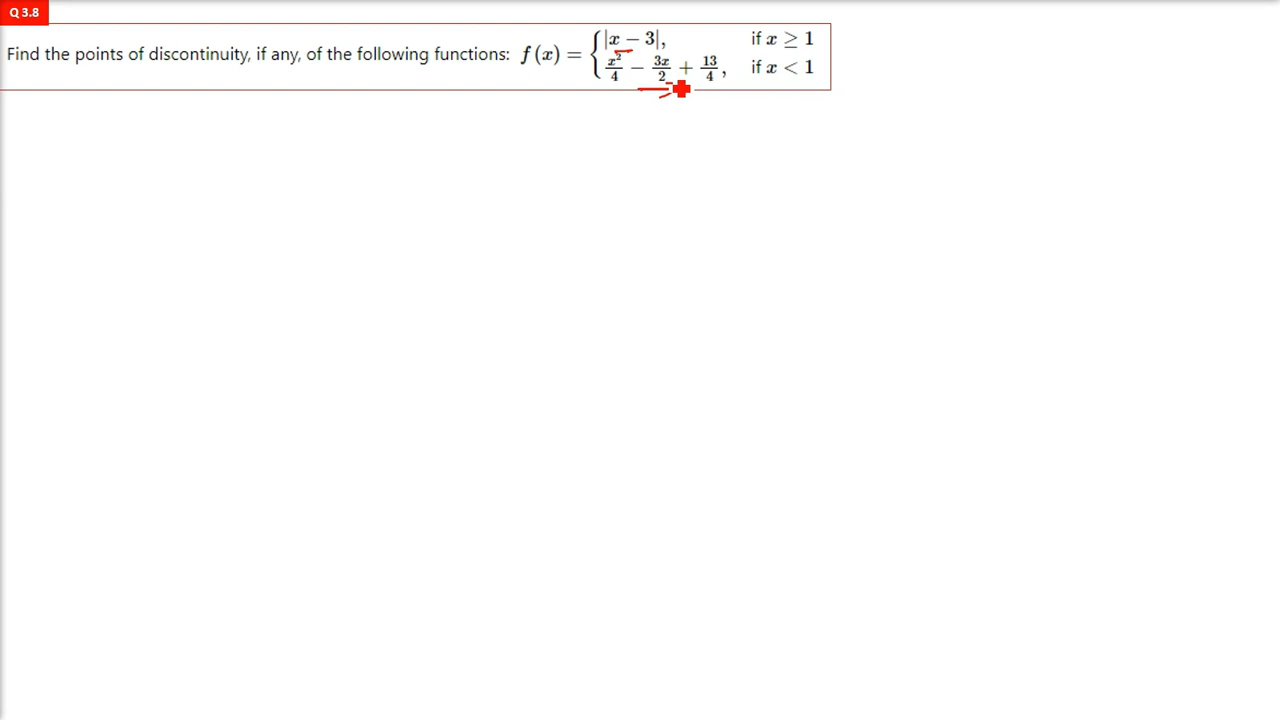 Q 3.8
Find the points of discontinuity, if any, of the following functions: f(x) = { |x − 3|, if x ≥ 1
x²/4 − 3x/2 + 13/4, if x < 1